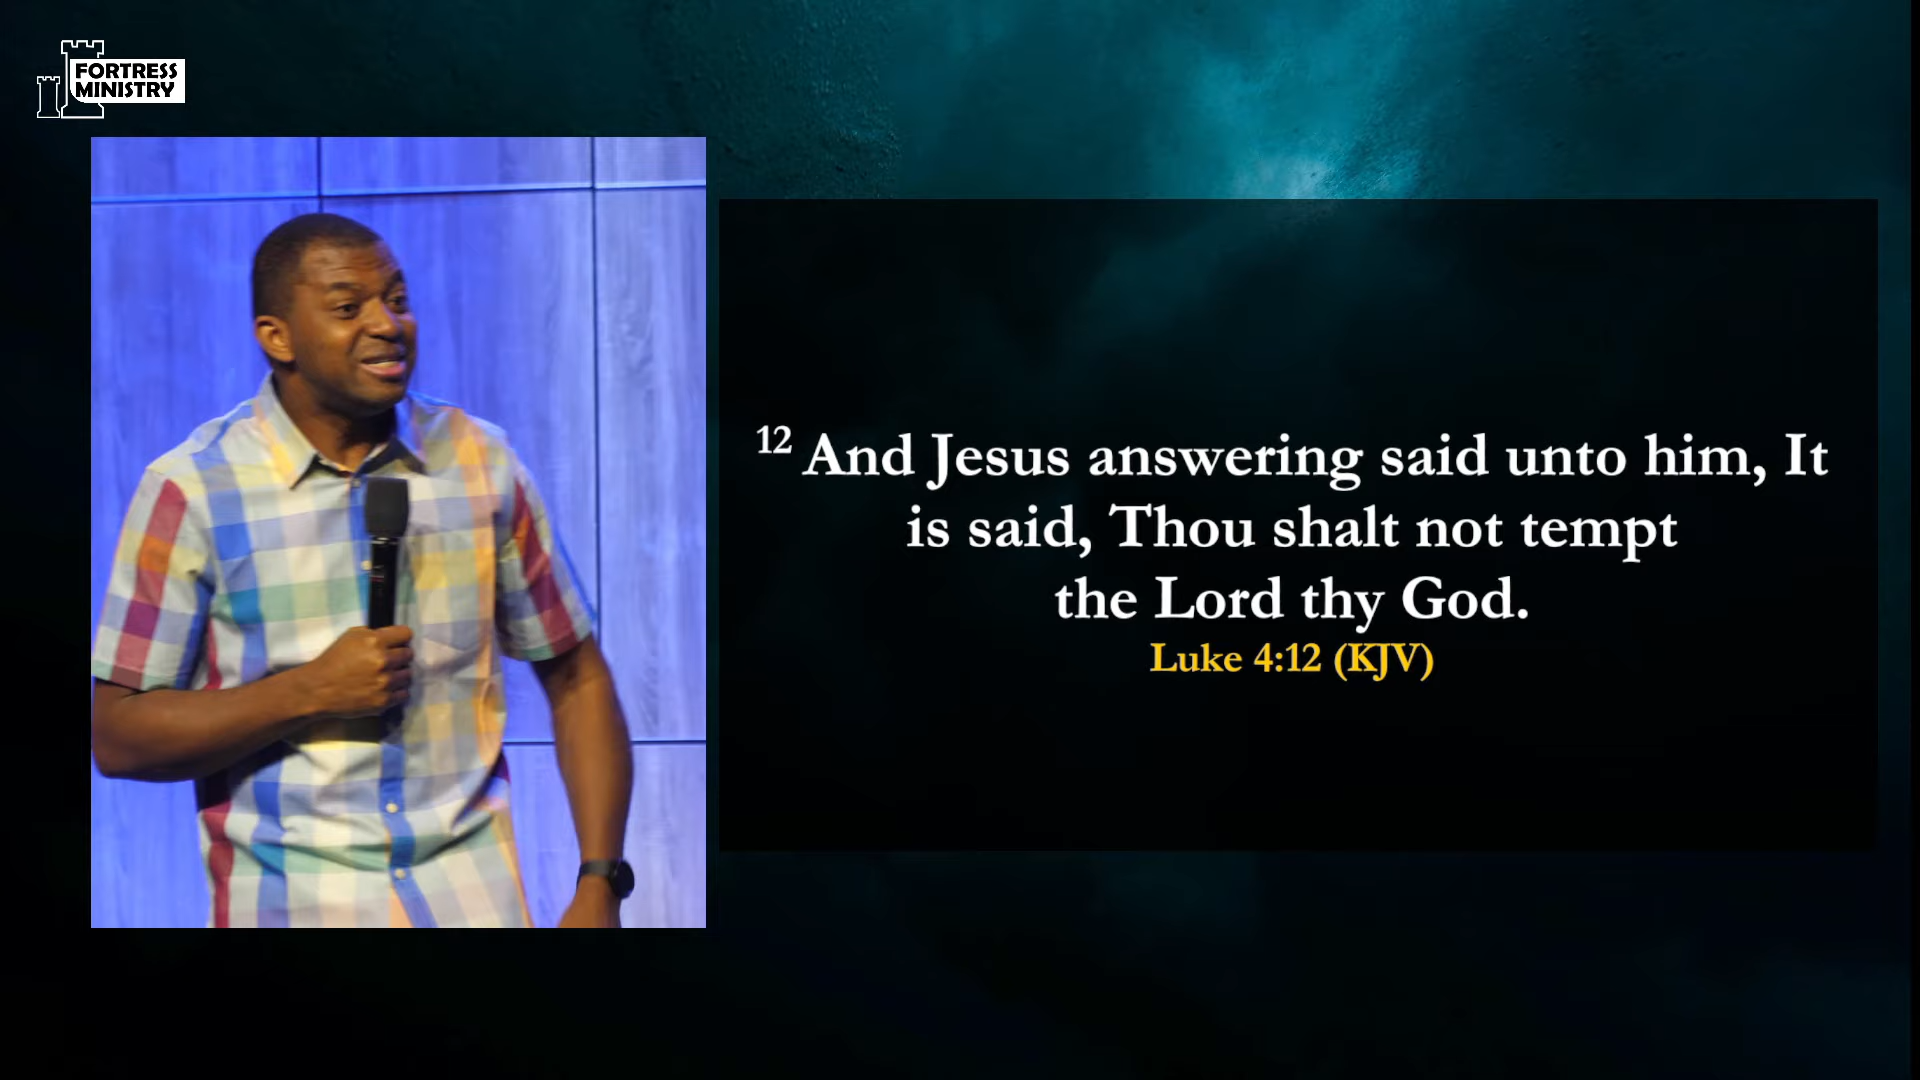 FORTRESS
MINISTRY
12 And Jesus answering said unto him, It
is said, Thou shalt not tempt
the Lord thy God.
Luke 4:12 (KJV)